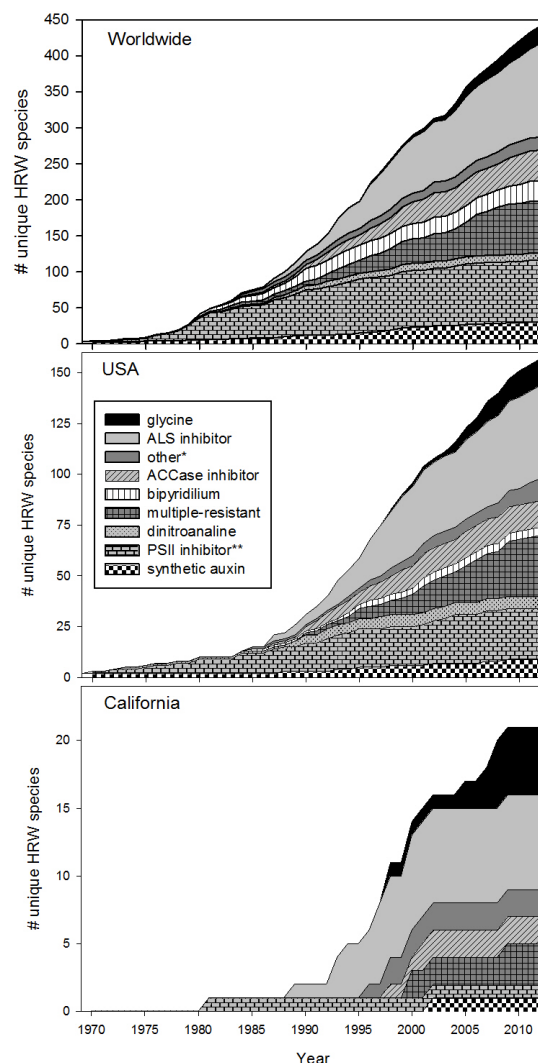 Worldwide
# unique HRW species
450
400
350
300
250
200
150
100
50
0
USA
# unique HRW species
150
125
100
75
50
25
0
glycine
ALS inhibitor
other*
ACCase inhibitor
bipyridilium
multiple-resistant
dinitroanaline
PSII inhibitor**
synthetic auxin
California
# unique HRW species
20
15
10
5
0
1970 1975 1980 1985 1990 1995 2000 2005 2010
Year